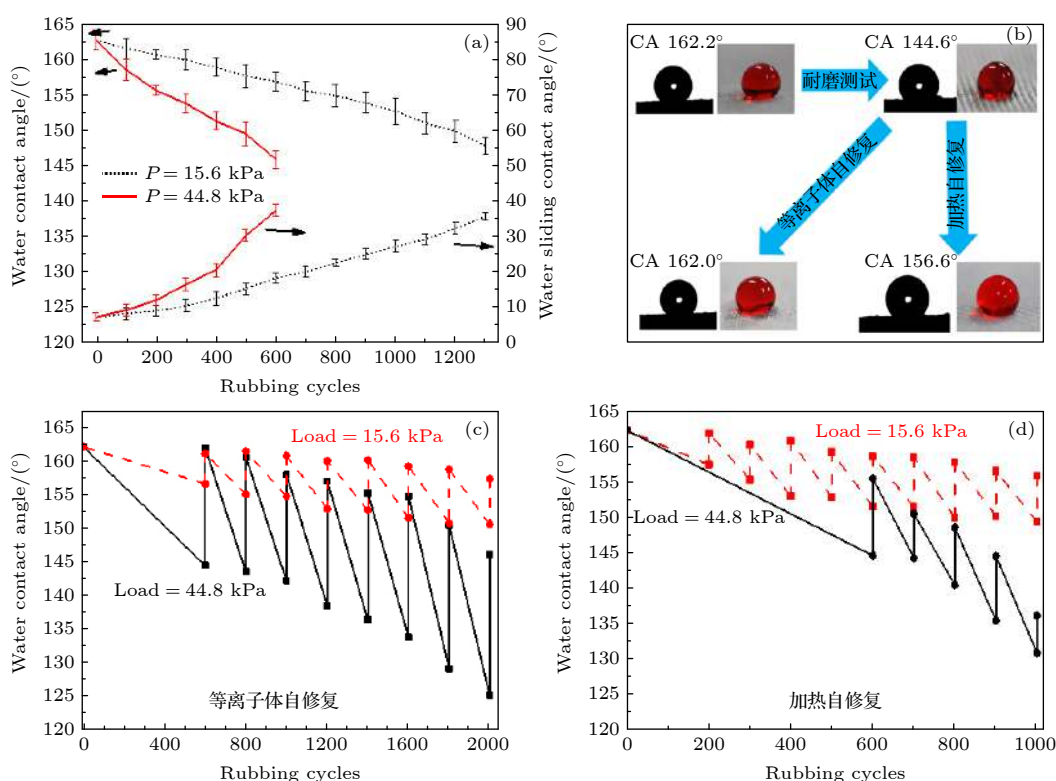 (a)
Water contact angle/(°)
165
160
155
150
145
140
135
130
125
120
90
80
70
60
50
40
30
20
10
0
Water sliding contact angle/(°)
P = 15.6 kPa
P = 44.8 kPa
0 200 400 600 800 1000 1200
Rubbing cycles
(b)
CA 162.2°
CA 144.6°
耐磨测试
等离子体自修复
加热自修复
CA 162.0°
CA 156.6°
(c)
Water contact angle/(°)
165
160
155
150
145
140
135
130
125
120
Load = 15.6 kPa
Load = 44.8 kPa
等离子体自修复
0 400 800 1200 1600 2000
Rubbing cycles
(d)
Water contact angle/(°)
165
160
155
150
145
140
135
130
125
120
Load = 15.6 kPa
Load = 44.8 kPa
加热自修复
0 200 400 600 800 1000
Rubbing cycles